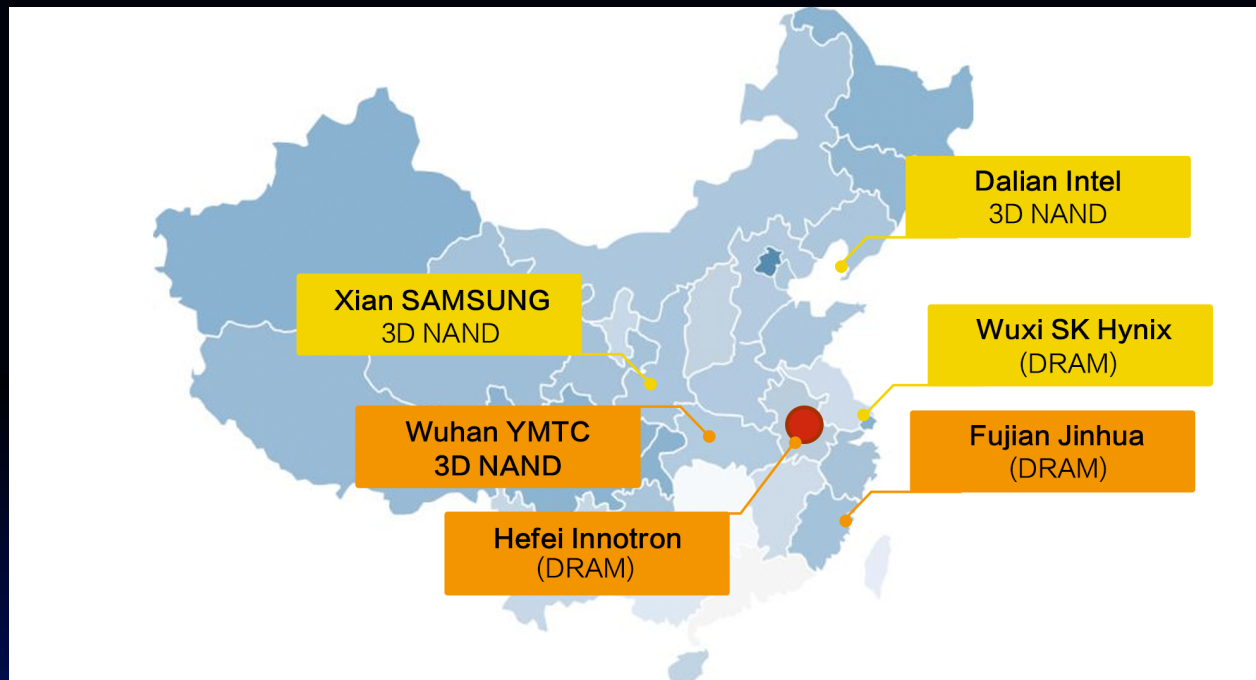 Dalian Intel
3D NAND
Xian SAMSUNG
3D NAND
Wuxi SK Hynix
(DRAM)
Wuhan YMTC
3D NAND
Fujian Jinhua
(DRAM)
Hefei Innotron
(DRAM)